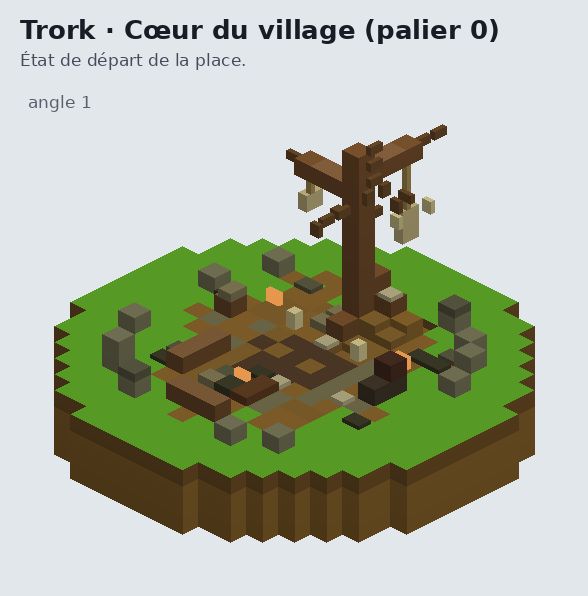 Trork · Cœur du village (palier 0)
État de départ de la place.
angle 1